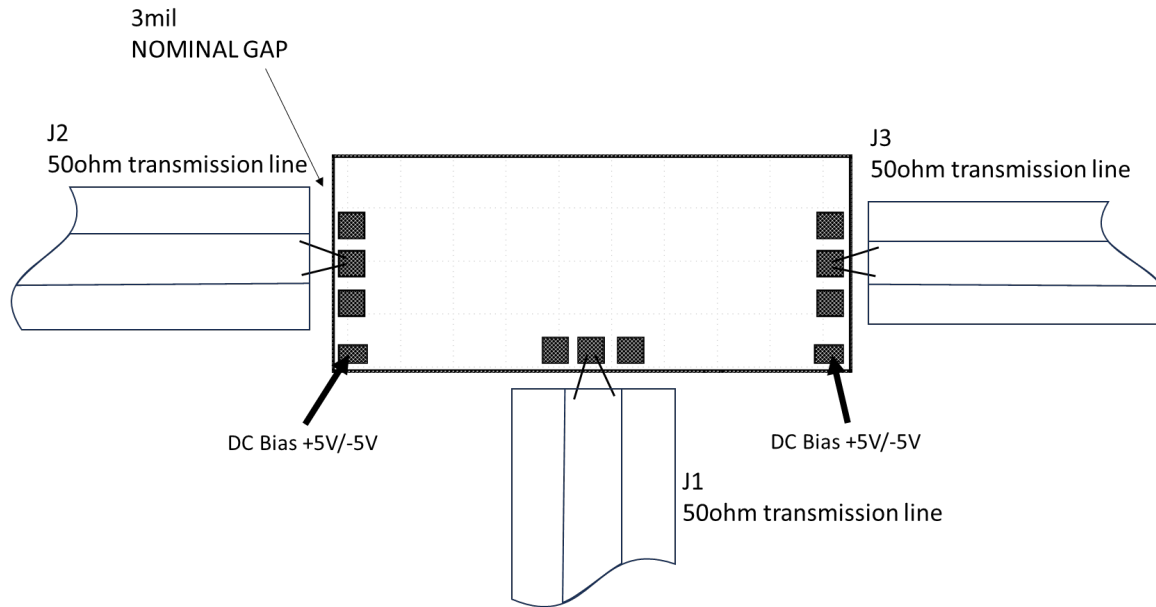 3mil
NOMINAL GAP
J2
50ohm transmission line
J3
50ohm transmission line
DC Bias +5V/-5V
DC Bias +5V/-5V
J1
50ohm transmission line